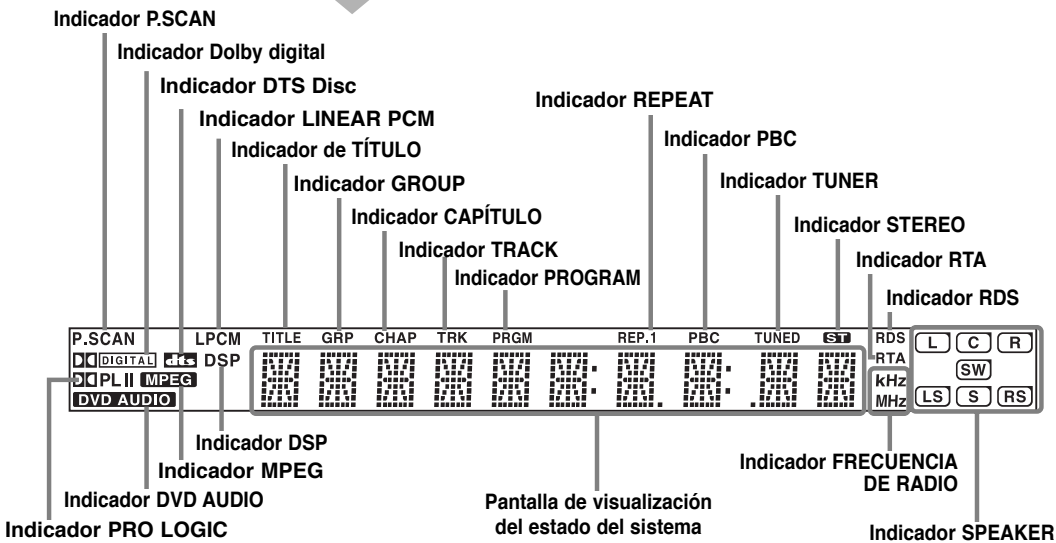 Indicador P.SCAN
Indicador Dolby digital
Indicador DTS Disc
Indicador LINEAR PCM
Indicador de TÍTULO
Indicador GROUP
Indicador CAPÍTULO
Indicador TRACK
Indicador PROGRAM
Indicador REPEAT
Indicador PBC
Indicador TUNER
Indicador STEREO
Indicador RTA
Indicador RDS
P.SCAN LPCM TITLE GRP CHAP TRK PRGM REP.1 PBC TUNED ST RDS
DIGITAL dts DSP RTA
PL II MPEG kHz
DVD AUDIO MHz
L C R
SW
LS S RS
Indicador DSP
Indicador MPEG
Indicador DVD AUDIO
Indicador PRO LOGIC
Pantalla de visualización
del estado del sistema
Indicador FRECUENCIA
DE RADIO
Indicador SPEAKER